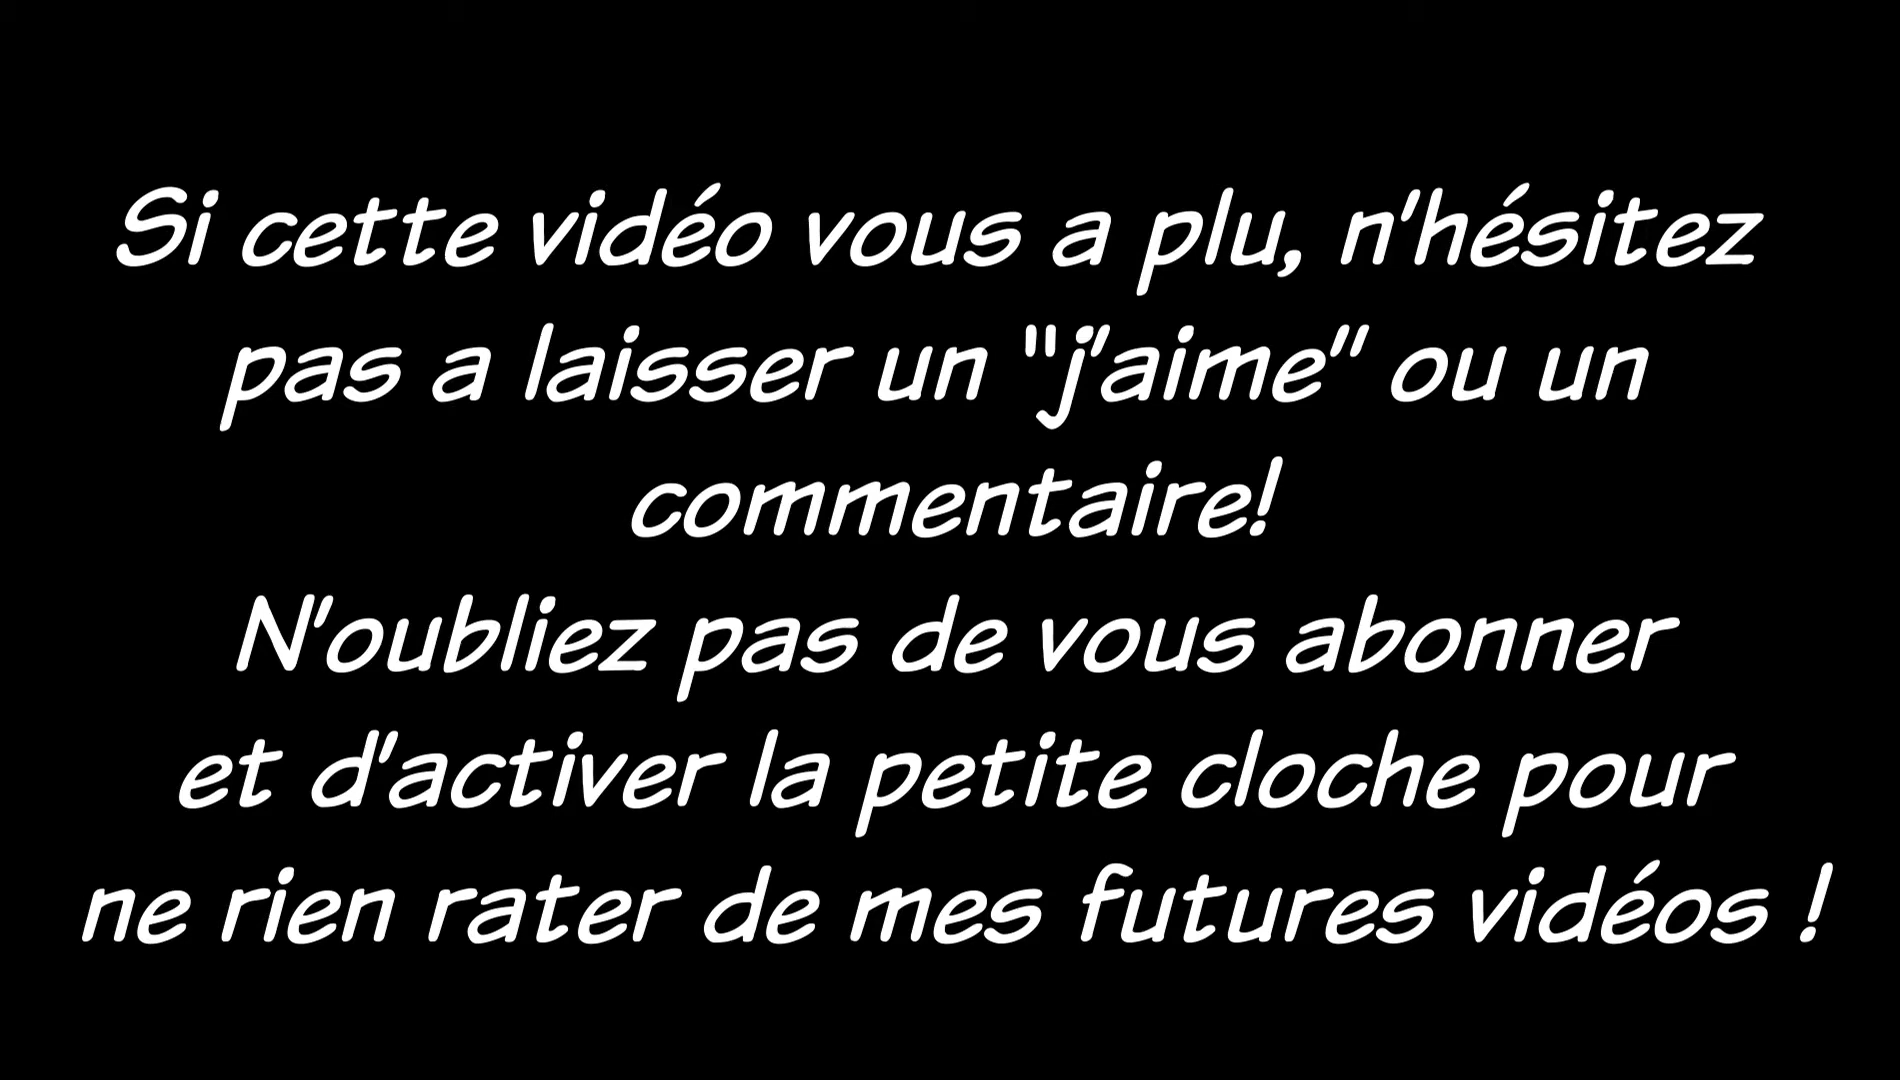 Si cette vidéo vous a plu, n'hésitez
pas a laisser un "j'aime" ou un
commentaire!
N'oubliez pas de vous abonner
et d'activer la petite cloche pour
ne rien rater de mes futures vidéos !